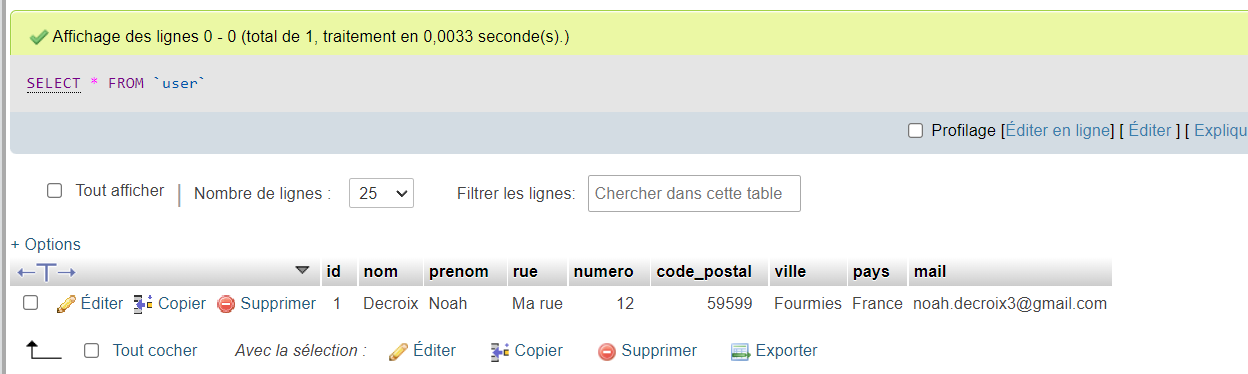 Affichage des lignes 0 - 0 (total de 1, traitement en 0,0033 seconde(s).)
SELECT * FROM `user`
Profilage [Éditer en ligne] [ Éditer ] [ Expliqu
Tout afficher | Nombre de lignes : 25 Filtrer les lignes: Chercher dans cette table
+ Options
←T→ id nom prenom rue numero code_postal ville pays mail
Éditer Copier Supprimer 1 Decroix Noah Ma rue 12 59599 Fourmies France noah.decroix3@gmail.com
Tout cocher Avec la sélection : Éditer Copier Supprimer Exporter